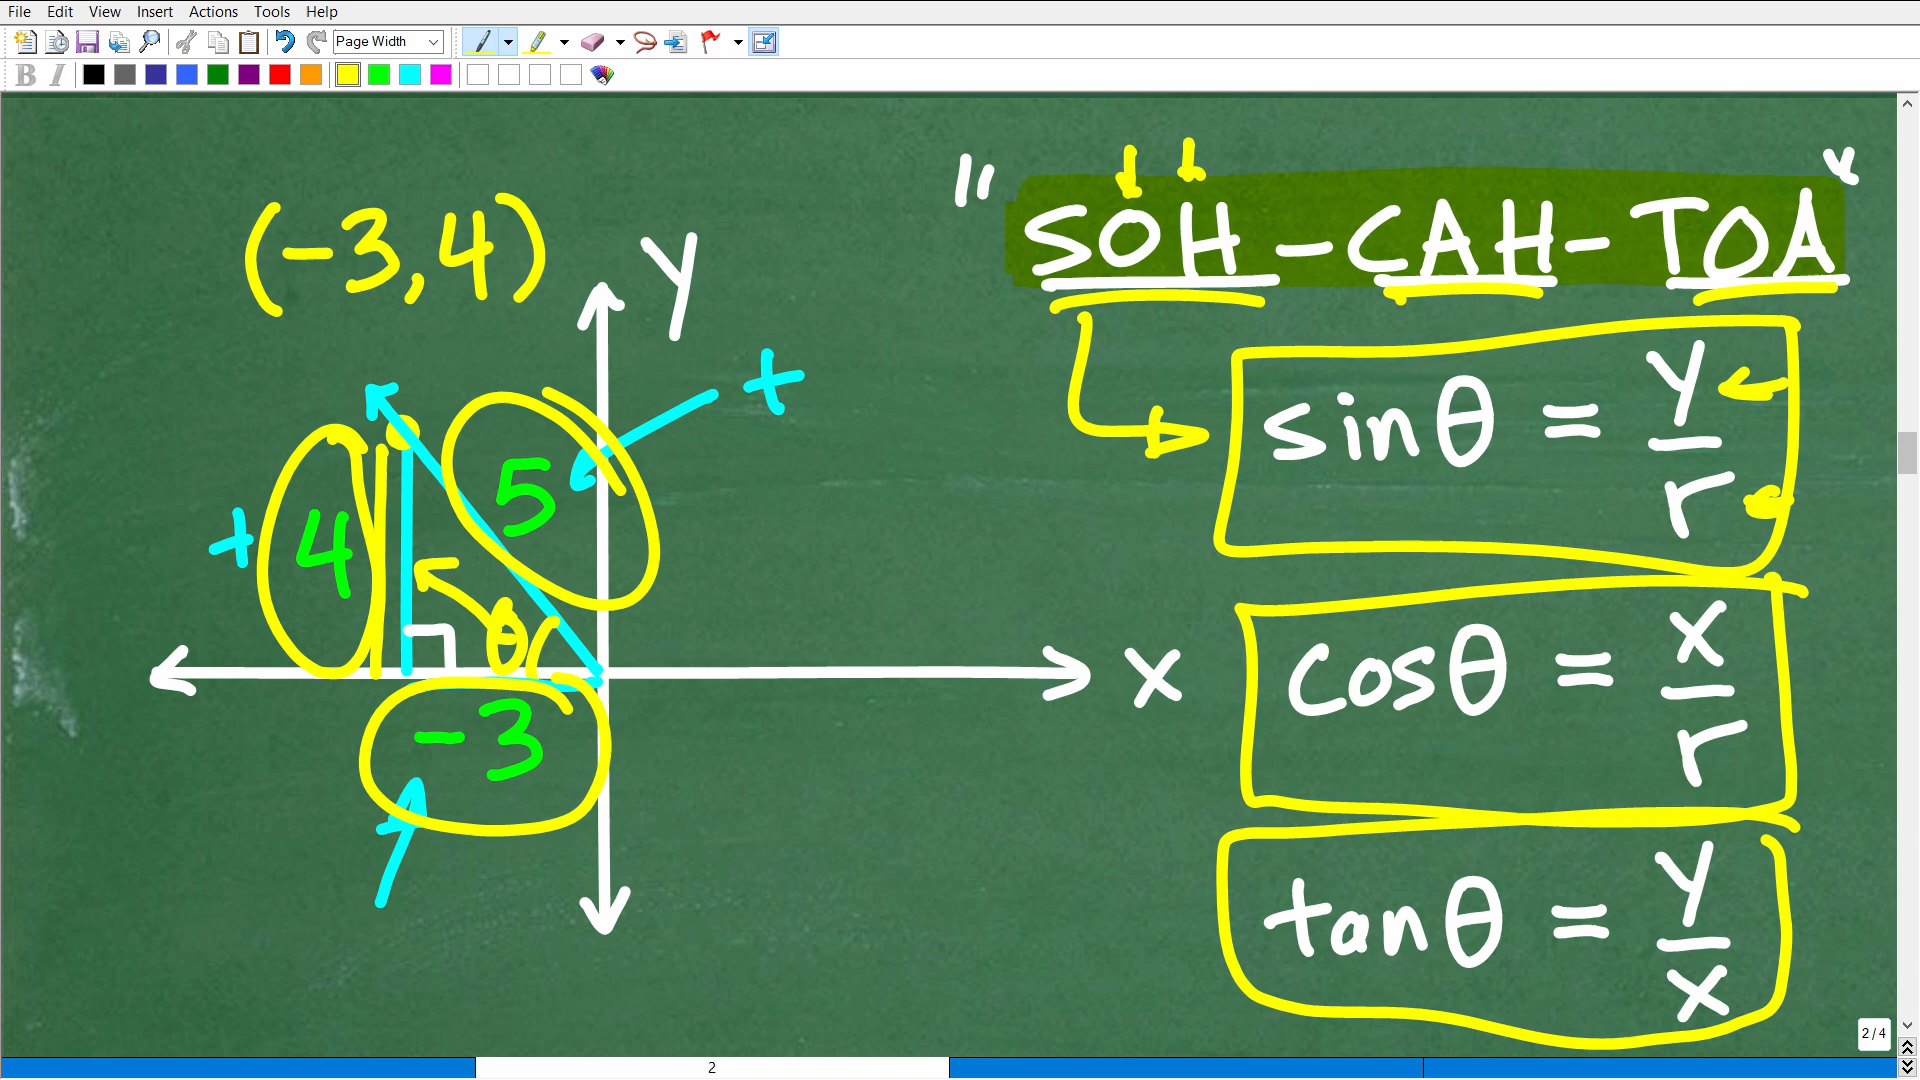 File Edit View Insert Actions Tools Help
Page Width
B I
" SOH - CAH - TOA "
(-3,4)
y
+
sinθ = y/r
5
+ 4
θ
x
cosθ = x/r
-3
tanθ = y/x
2 / 4
2